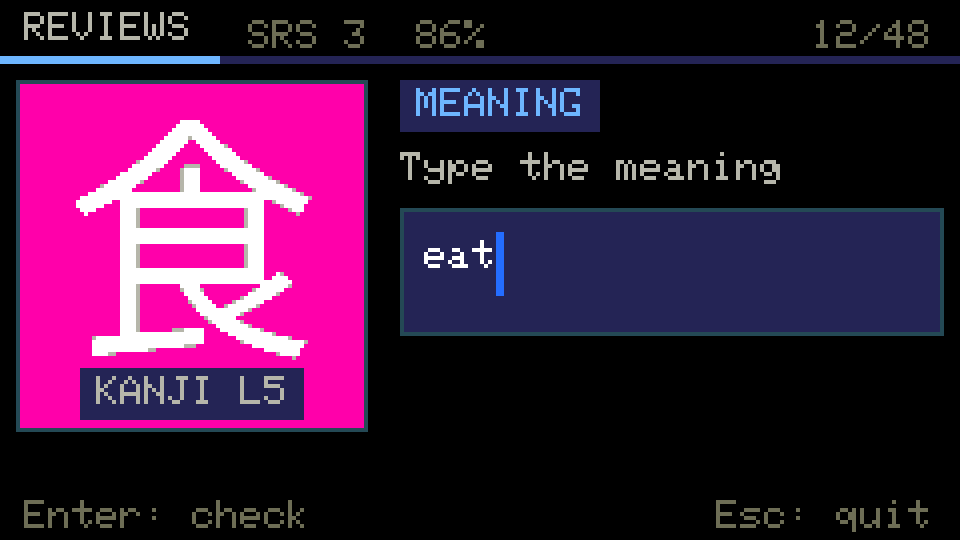 REVIEWS SRS 3 86% 12/48
食
KANJI L5
MEANING
Type the meaning
eat
Enter: check Esc: quit